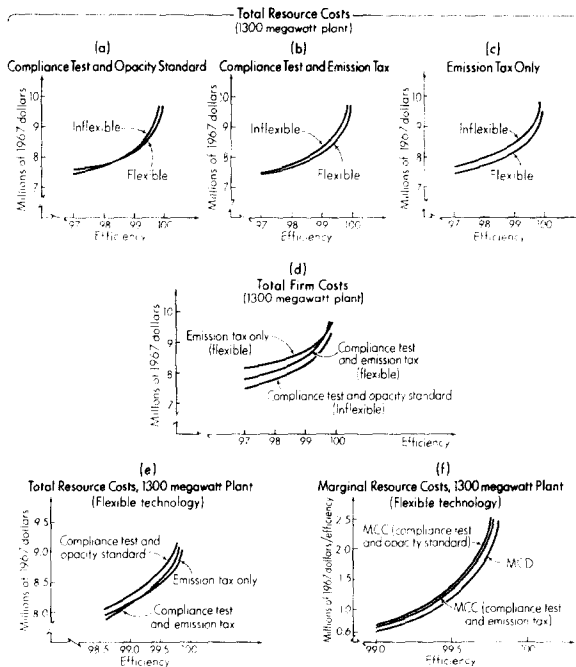 Total Resource Costs
(1300 megawatt plant)
(a)
Compliance Test and Opacity Standard
Millions of 1967 dollars
10
9
8
7
Inflexible
Flexible
97 98 99 100
Efficiency
(b)
Compliance Test and Emission Tax
Millions of 1967 dollars
10
9
8
7
Inflexible
Flexible
97 98 99 100
Efficiency
(c)
Emission Tax Only
Millions of 1967 dollars
10
9
8
7
Inflexible
Flexible
97 98 99 100
Efficiency
(d)
Total Firm Costs
(1300 megawatt plant)
Millions of 1967 dollars
10
9
8
Emission tax only
(flexible)
Compliance test
and emission tax
(flexible)
Compliance test and opacity standard
(Inflexible)
97 98 99 100
Efficiency
(e)
Total Resource Costs, 1300 megawatt Plant
(Flexible technology)
Millions of 1967 dollars
9.5
9.0
8.5
8.0
Compliance test and
opacity standard
Emission tax only
Compliance test
and emission tax
98.5 99.0 99.5 100
Efficiency
(f)
Marginal Resource Costs, 1300 megawatt Plant
(Flexible technology)
Millions of 1967 dollars/efficiency
2.5
2.0
1.0
0.6
MCC (compliance test
and opacity standard)
MCD
MCC (compliance test
and emission tax)
99.0 99.5 100
Efficiency